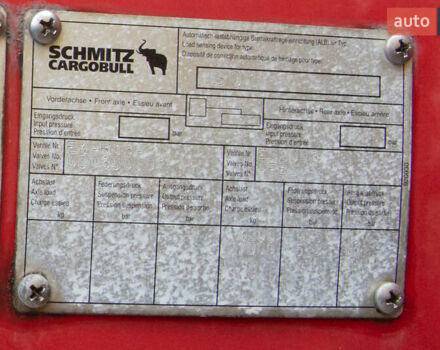 auto
SCHMITZ
CARGOBULL
Automatisch-lastabhängige Bremskraftregeleinrichtung (ALB) für Typ:
Load sensing device for type:
Dispositif de correction automatique de freinage pour type:
Vorderachse • Front axle • Essieu avant
Hinterachse • Rear axle • Essieu arrière
Eingangsdruck
Input pressure
Pression d'entrée
bar
Eingangsdruck
Input pressure
Pression d'entrée
bar
Ventile Nr.
Valves No.
Valves N°
Ventile Nr.
Valves No.
Valves N°
Achslast
Axle load
Charge essieu
kg
Federungsdruck
Suspension pressure
Pression suspension
bar
Ausgangsdruck
Output pressure
Pression de sortie
bar
Achslast
Axle load
Charge essieu
kg
Federungsdruck
Suspension pressure
Pression suspension
bar
Ausgangsdruck
Output pressure
Pression de sortie
bar